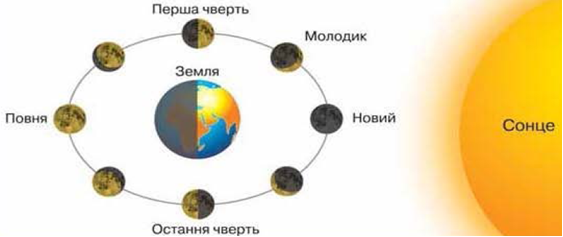 Перша чверть
Молодик
Земля
Повня
Новий
Сонце
Остання чверть